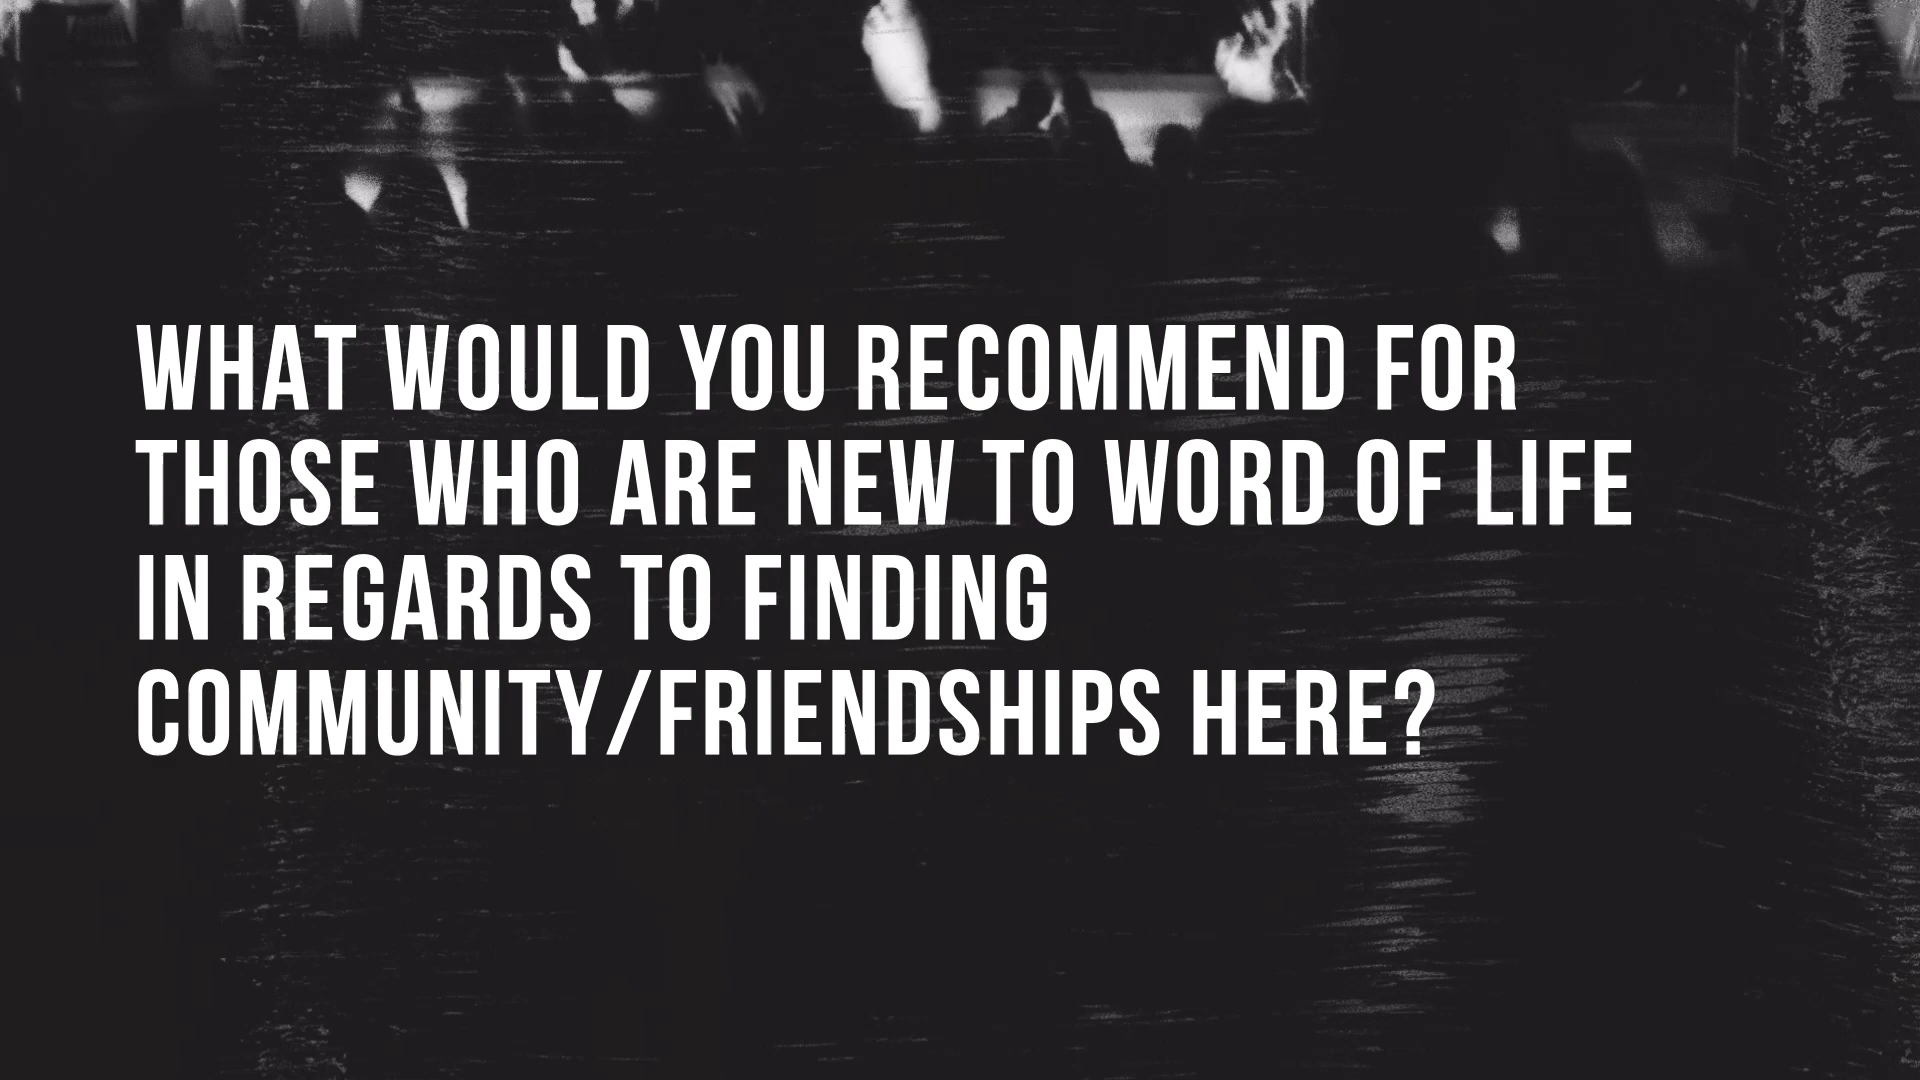 WHAT WOULD YOU RECOMMEND FOR
THOSE WHO ARE NEW TO WORD OF LIFE
IN REGARDS TO FINDING
COMMUNITY/FRIENDSHIPS HERE?